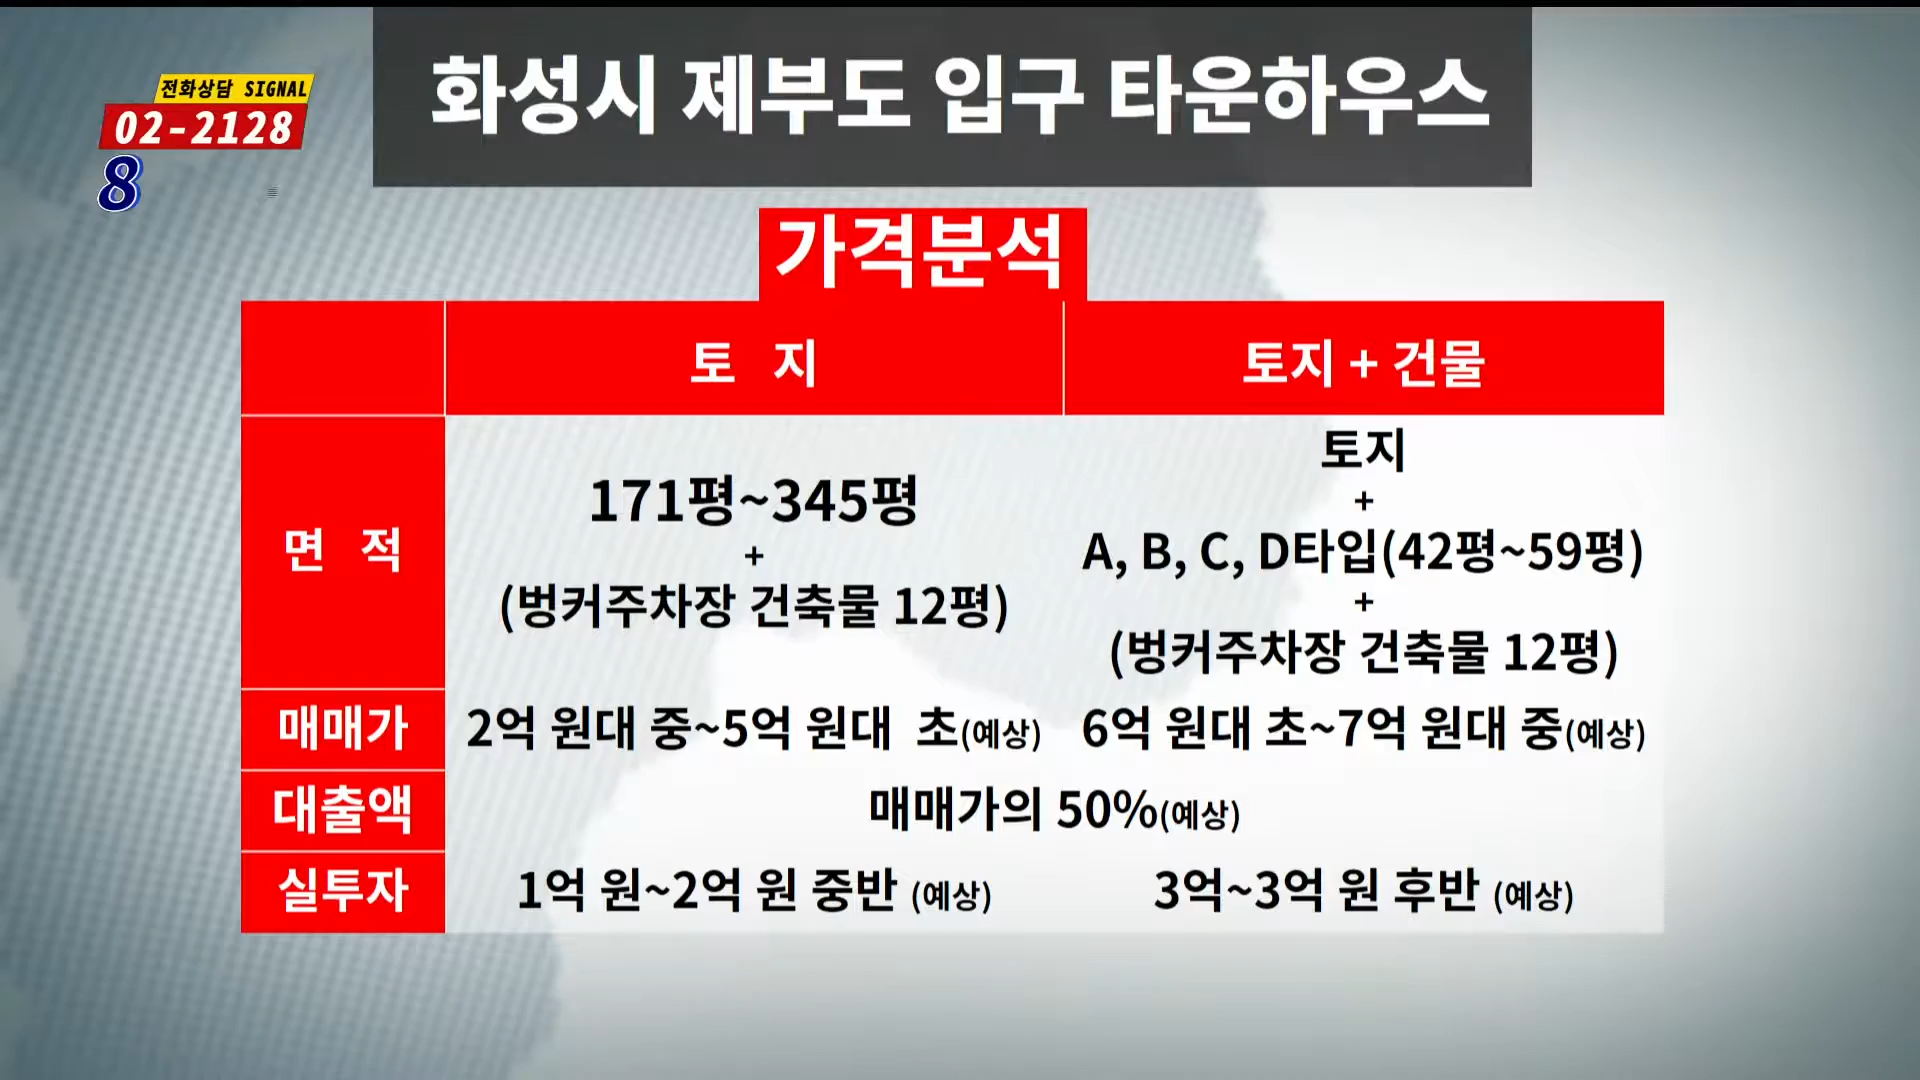 화성시 제부도 입구 타운하우스
전화상담 SIGNAL
02-2128
8
가격분석
토 지
토지 + 건물
면 적
171평~345평
+
(벙커주차장 건축물 12평)
토지
+
A, B, C, D타입(42평~59평)
+
(벙커주차장 건축물 12평)
매매가
2억 원대 중~5억 원대 초(예상)
6억 원대 초~7억 원대 중(예상)
대출액
매매가의 50%(예상)
실투자
1억 원~2억 원 중반 (예상)
3억~3억 원 후반 (예상)